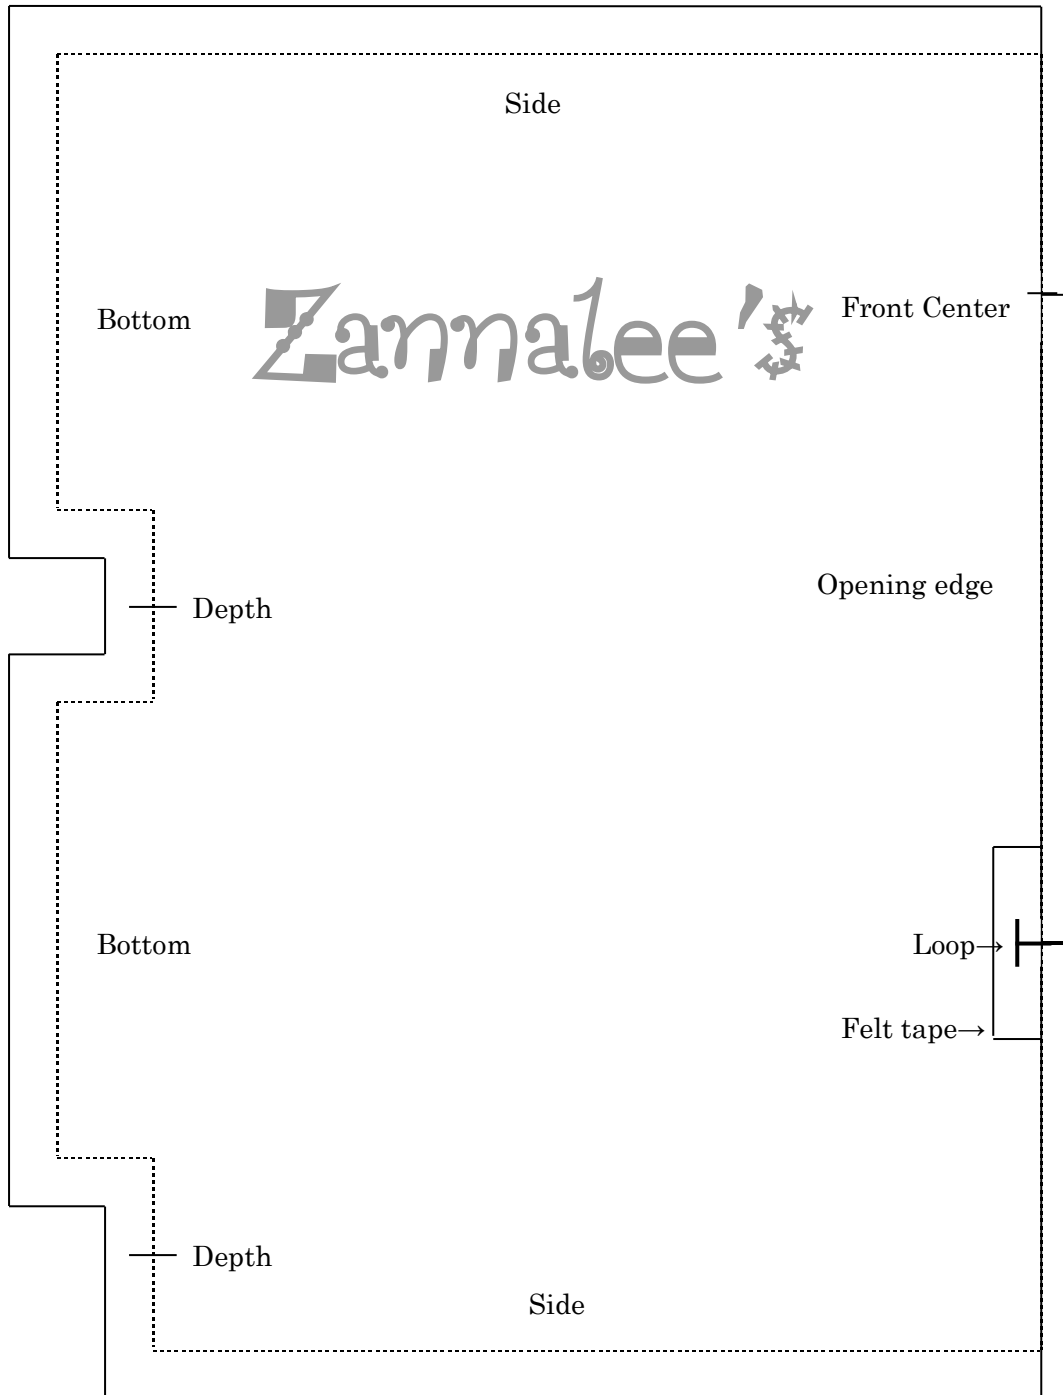 Side
Bottom
Zannalee's
Front Center
Opening edge
Depth
Bottom
Loop→
Felt tape→
Depth
Side